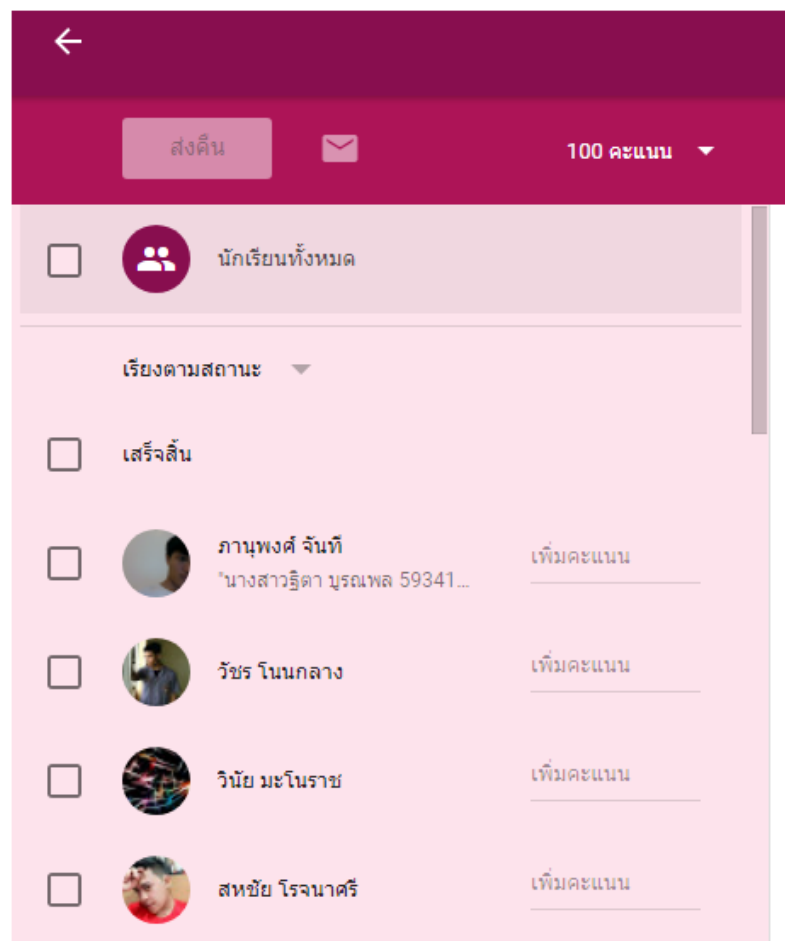 ส่งคืน
100 คะแนน
นักเรียนทั้งหมด
เรียงตามสถานะ
เสร็จสิ้น
ภานุพงศ์ จันที
เพิ่มคะแนน
"นางสาวฐิตา บูรณพล 59341...
วัชร โนนกลาง
เพิ่มคะแนน
วินัย มะโนราช
เพิ่มคะแนน
สหชัย โรจนาศรี
เพิ่มคะแนน